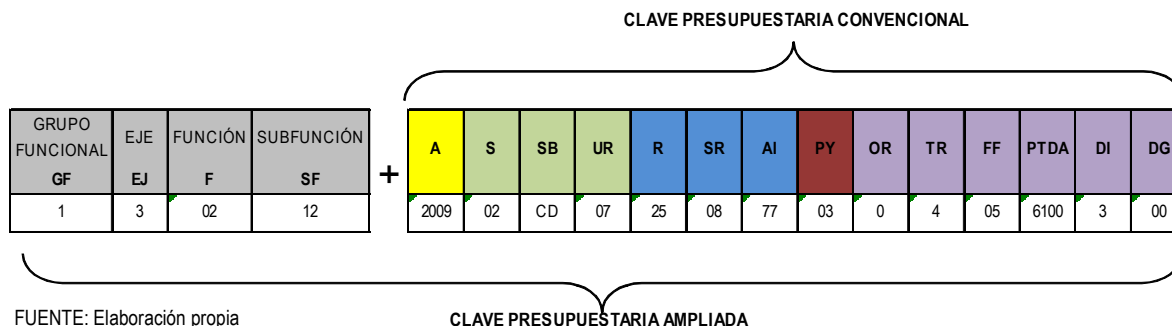 CLAVE PRESUPUESTARIA CONVENCIONAL
GRUPO FUNCIONAL EJE FUNCIÓN SUBFUNCIÓN
GF EJ F SF + A S SB UR R SR AI PY OR TR FF PTDA DI DG
1 3 02 12 2009 02 CD 07 25 08 77 03 0 4 05 6100 3 00
FUENTE: Elaboración propia
CLAVE PRESUPUESTARIA AMPLIADA